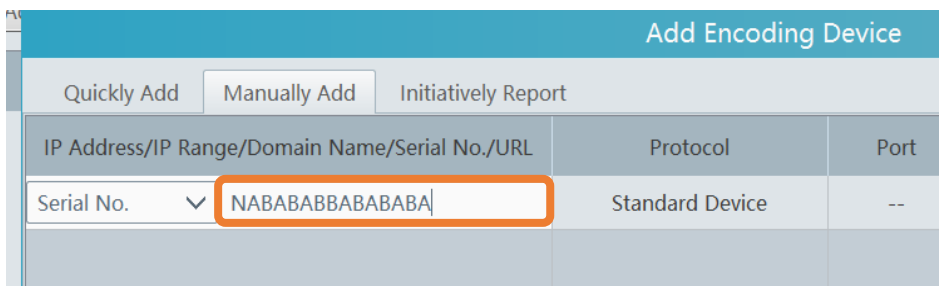 Add Encoding Device
Quickly Add Manually Add Initiatively Report
IP Address/IP Range/Domain Name/Serial No./URL Protocol Port
Serial No. NABABABBABABABA Standard Device --